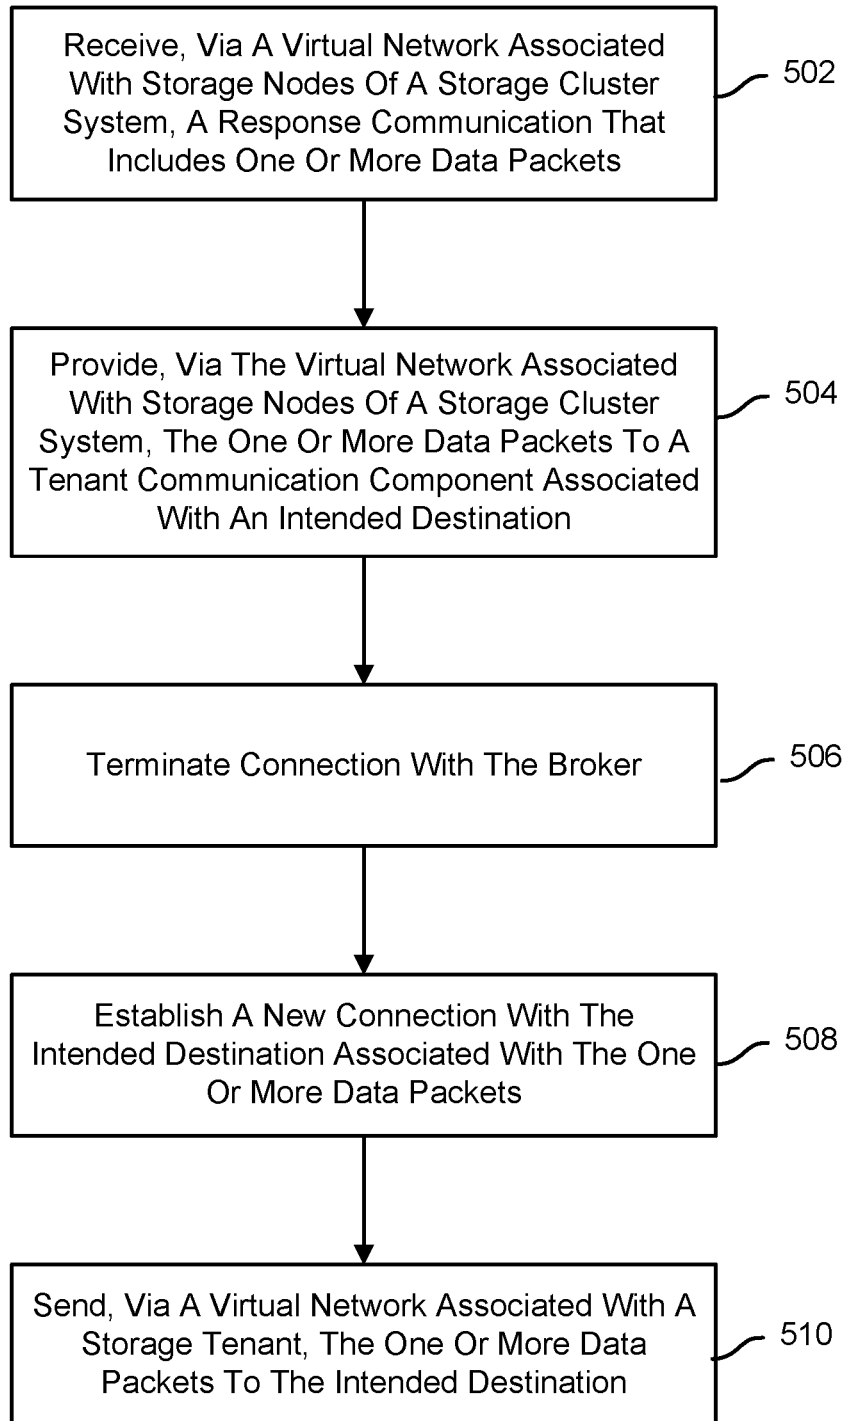 Receive, Via A Virtual Network Associated
With Storage Nodes Of A Storage Cluster
System, A Response Communication That
Includes One Or More Data Packets
502
Provide, Via The Virtual Network Associated
With Storage Nodes Of A Storage Cluster
System, The One Or More Data Packets To A
Tenant Communication Component Associated
With An Intended Destination
504
Terminate Connection With The Broker
506
Establish A New Connection With The
Intended Destination Associated With The One
Or More Data Packets
508
Send, Via A Virtual Network Associated With A
Storage Tenant, The One Or More Data
Packets To The Intended Destination
510